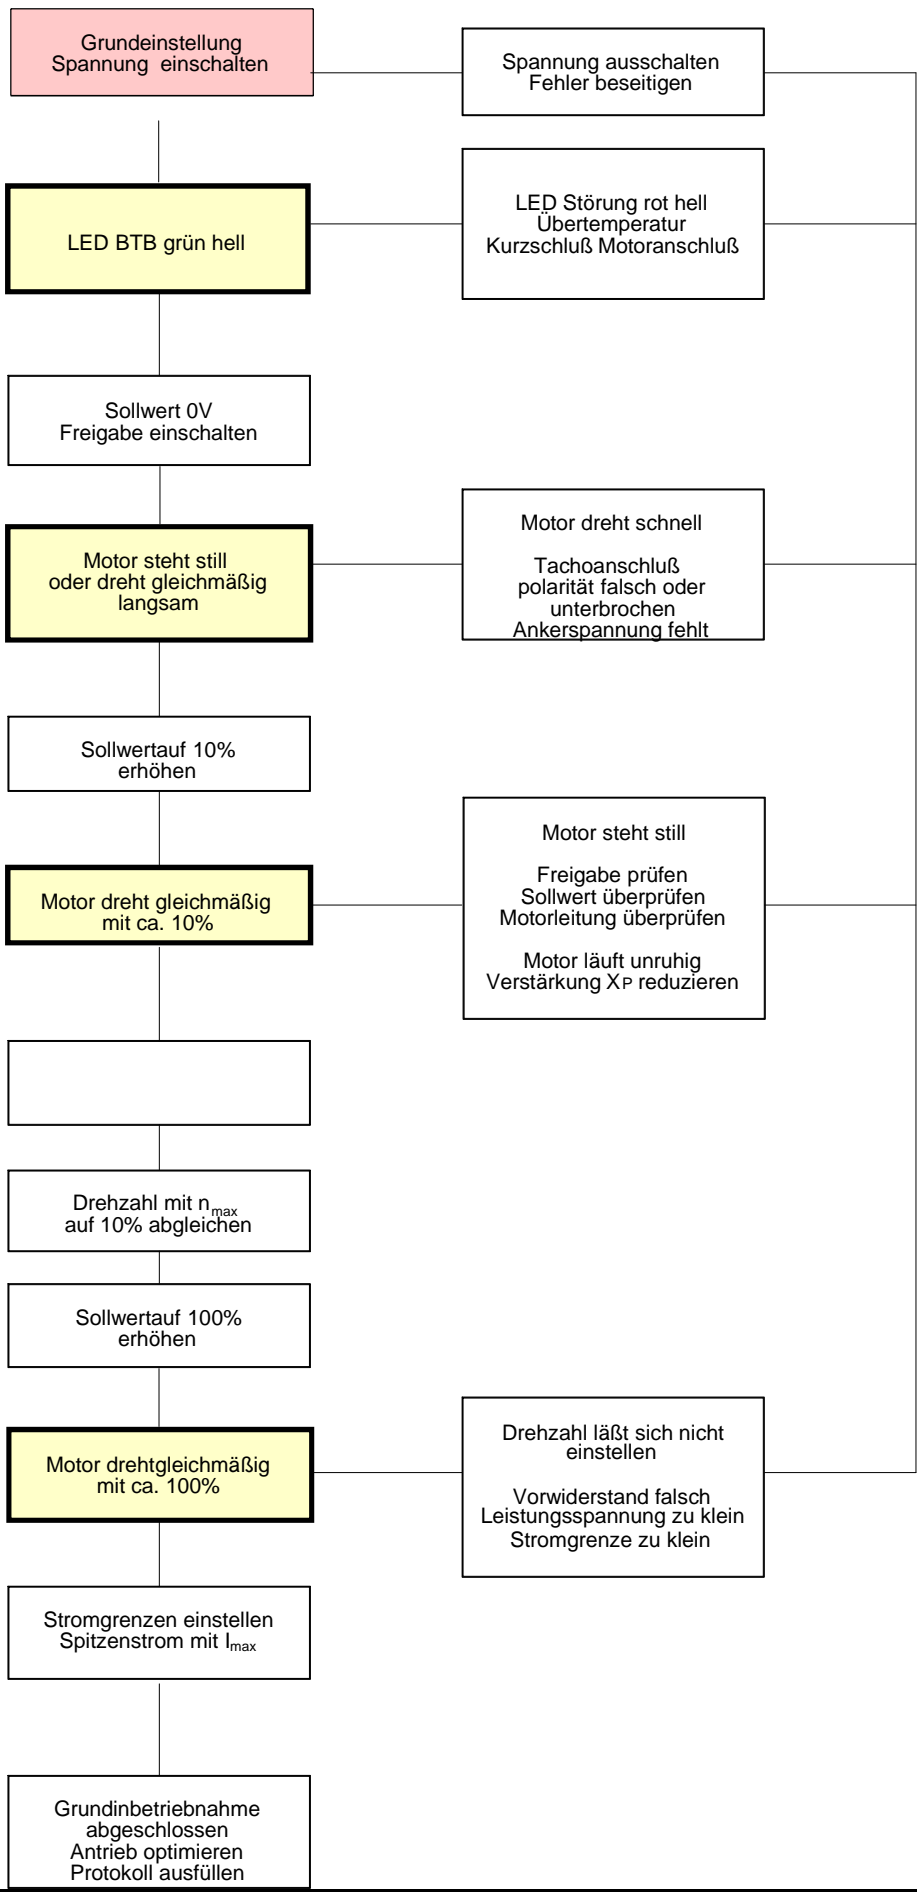 Grundeinstellung
Spannung einschalten
Spannung ausschalten
Fehler beseitigen
LED BTB grün hell
LED Störung rot hell
Übertemperatur
Kurzschluß Motoranschluß
Sollwert 0V
Freigabe einschalten
Motor steht still
oder dreht gleichmäßig
langsam
Motor dreht schnell
Tachoanschluß
polarität falsch oder
unterbrochen
Ankerspannung fehlt
Sollwertauf 10%
erhöhen
Motor dreht gleichmäßig
mit ca. 10%
Motor steht still
Freigabe prüfen
Sollwert überprüfen
Motorleitung überprüfen
Motor läuft unruhig
Verstärkung XP reduzieren
Drehzahl mit nmax
auf 10% abgleichen
Sollwertauf 100%
erhöhen
Motor drehtgleichmäßig
mit ca. 100%
Drehzahl läßt sich nicht
einstellen
Vorwiderstand falsch
Leistungsspannung zu klein
Stromgrenze zu klein
Stromgrenzen einstellen
Spitzenstrom mit Imax
Grundinbetriebnahme
abgeschlossen
Antrieb optimieren
Protokoll ausfüllen